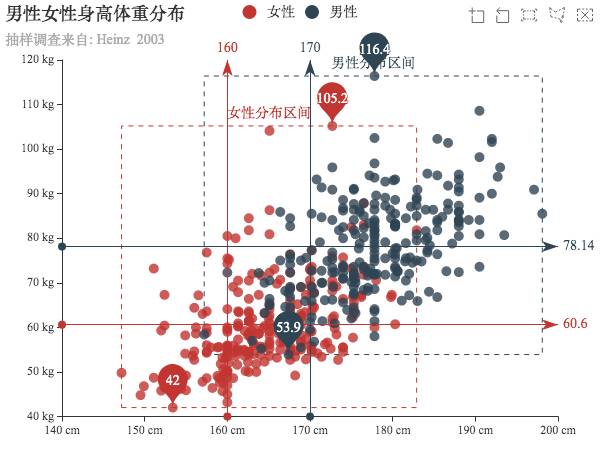 男性女性身高体重分布
女性
男性
抽样调查来自: Heinz 2003
160
170
116.4
男性分布区间
120 kg
105.2
女性分布区间
110 kg
100 kg
90 kg
80 kg
78.14
70 kg
60 kg
53.9
60.6
50 kg
42
40 kg
140 cm
150 cm
160 cm
170 cm
180 cm
190 cm
200 cm